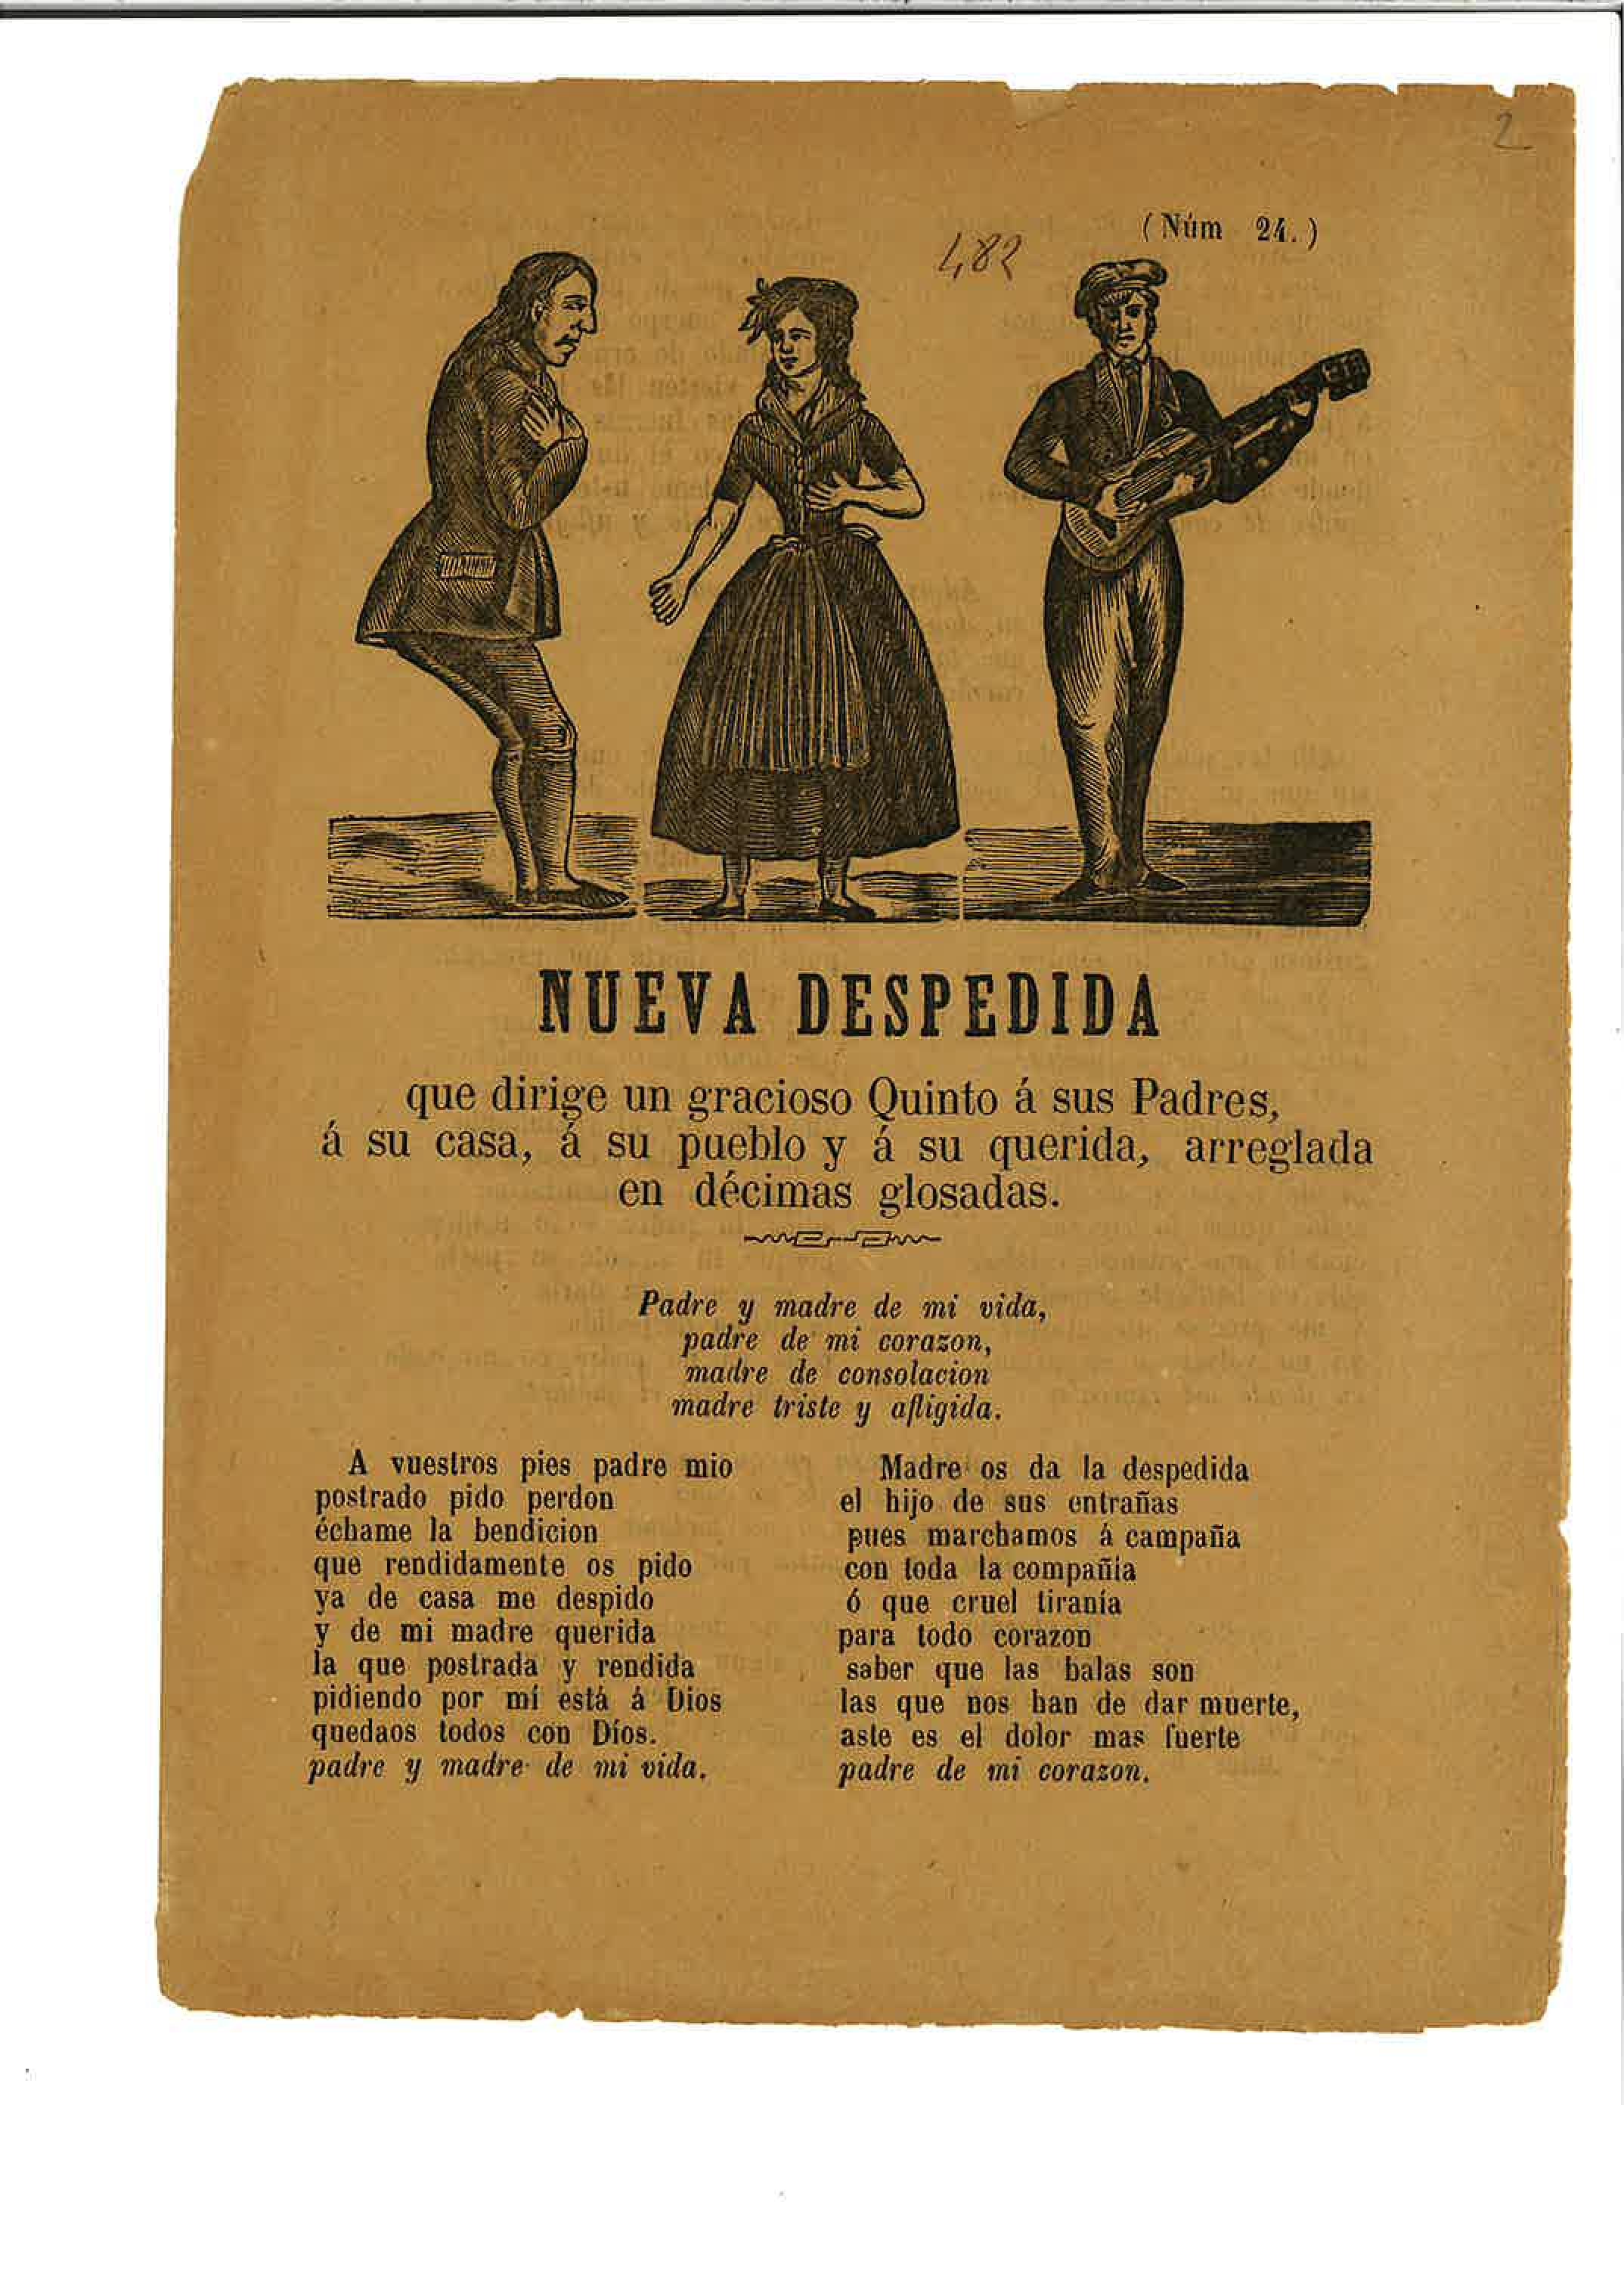 2
(Núm 24.)
482
NUEVA DESPEDIDA
que dirige un gracioso Quinto á sus Padres,
á su casa, á su pueblo y á su querida, arreglada
en décimas glosadas.
Padre y madre de mi vida,
padre de mi corazon,
madre de consolacion
madre triste y afligida.
A vuestros pies padre mio
postrado pido perdon
échame la bendicion
que rendidamente os pido
ya de casa me despido
y de mi madre querida
la que postrada y rendida
pidiendo por mí está á Dios
quedaos todos con Díos.
padre y madre de mi vida.
Madre os da la despedida
el hijo de sus entrañas
pues marchamos á campaña
con toda la compañía
ó que cruel tiranía
para todo corazon
saber que las balas son
las que nos han de dar muerte,
aste es el dolor mas fuerte
padre de mi corazon.